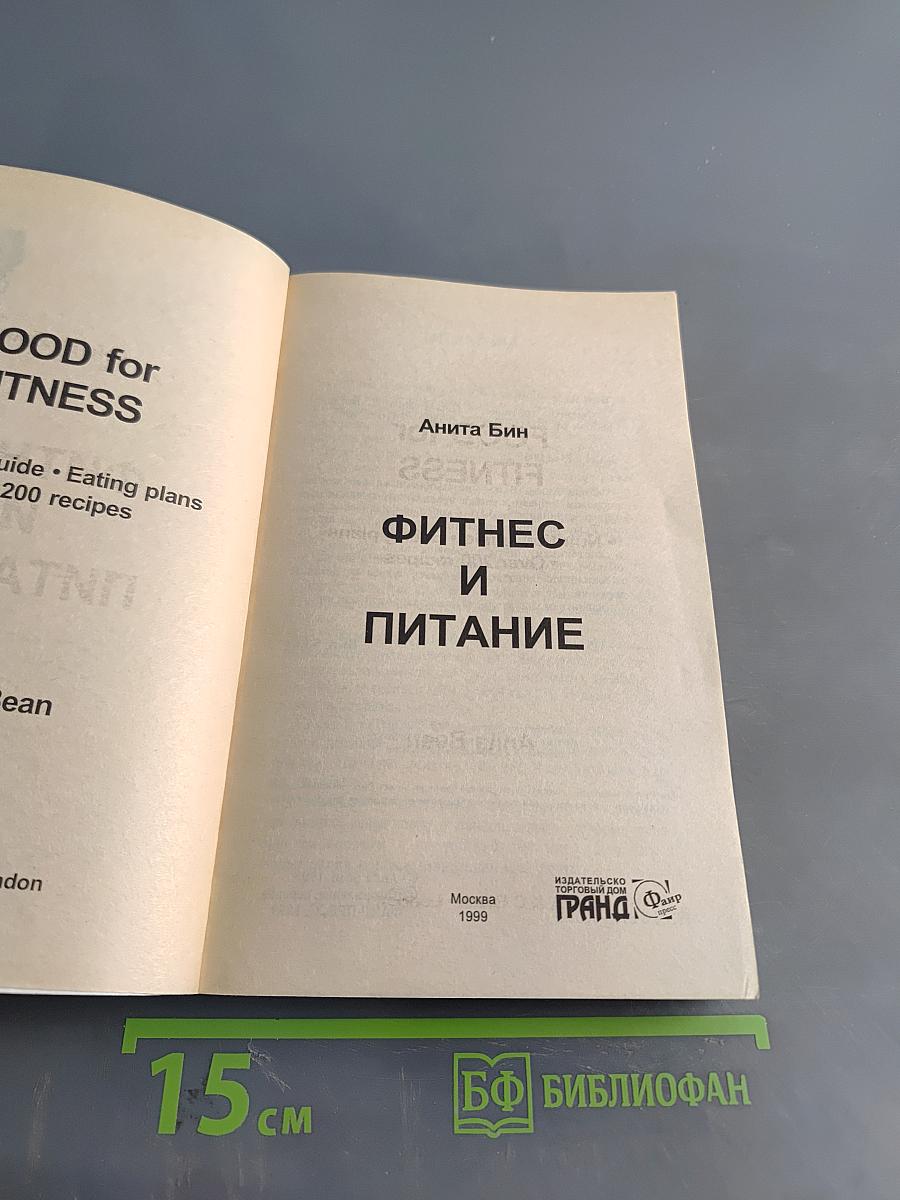 OOD for
ITNESS
uide • Eating plans
200 recipes
Bean
ndon
Анита Бин
ФИТНЕС
И
ПИТАНИЕ
Москва
1999
ИЗДАТЕЛЬСКО
ТОРГОВЫЙ ДОМ
ГРАНД
Фаир
пресс
15 см
БФ БИБЛИОФАН